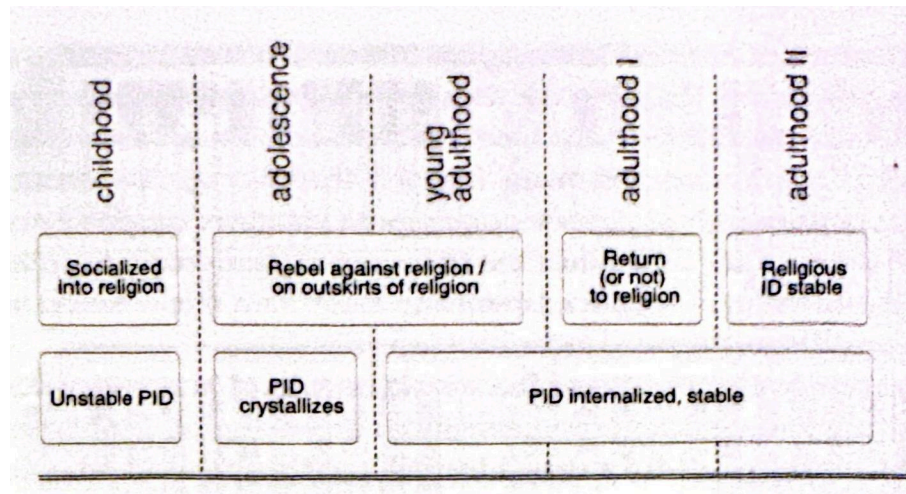 childhood
adolescence
young
adulthood
adulthood I
adulthood II
Socialized
into religion
Rebel against religion /
on outskirts of religion
Return
(or not)
to religion
Religious
ID stable
Unstable PID
PID
crystallizes
PID internalized, stable